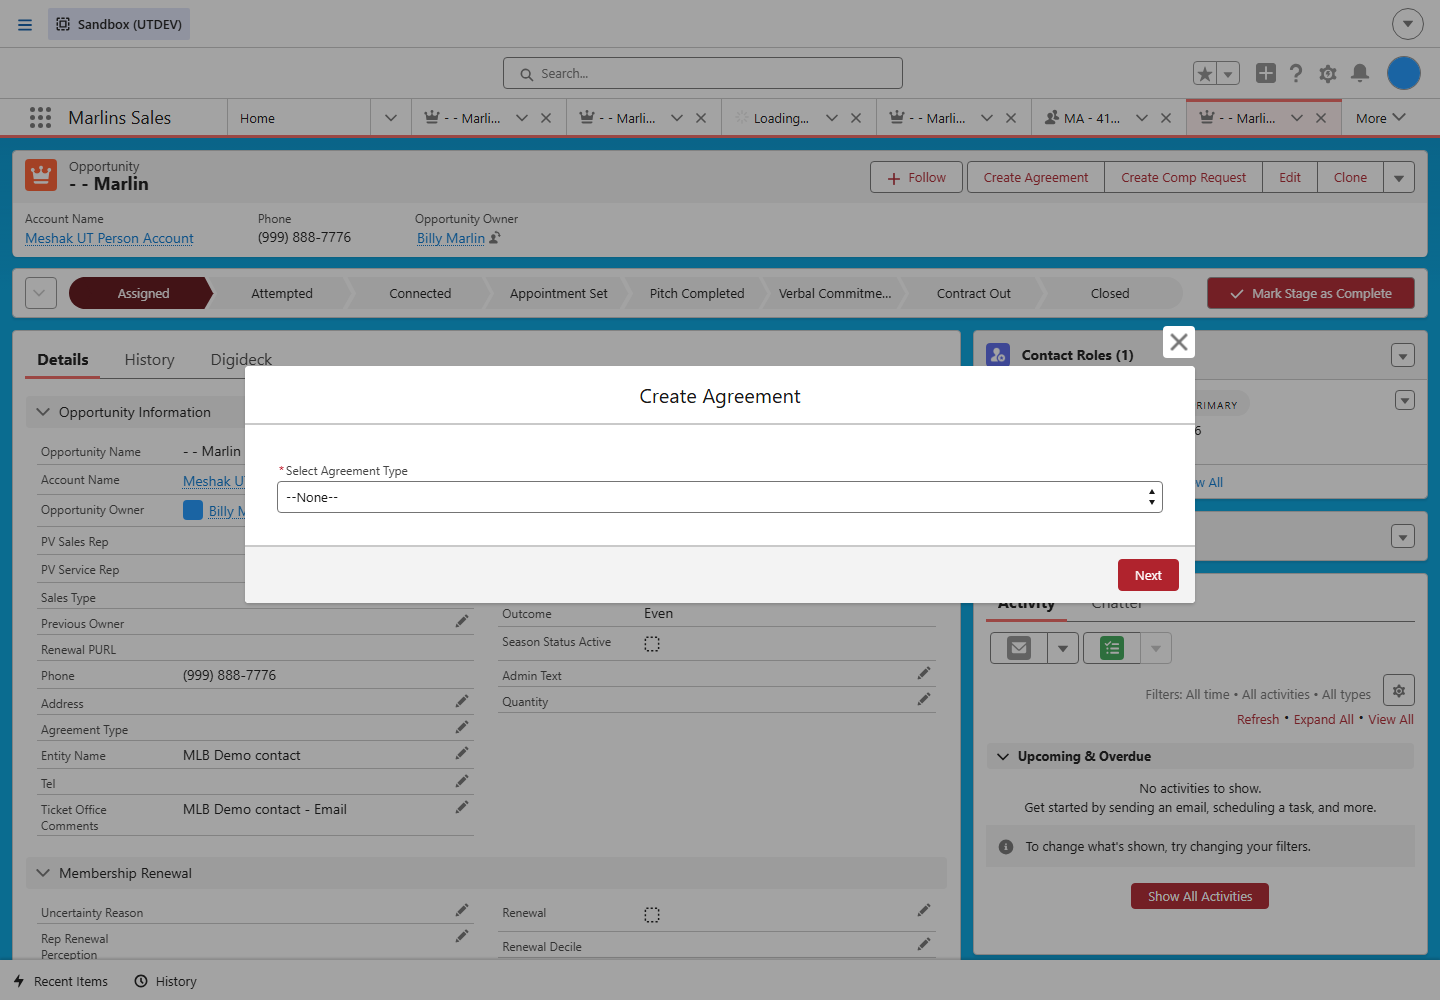 Sandbox (UTDEV)
Search...
Marlins Sales
Home
- - Marli...
- - Marli...
Loading...
- - Marli...
MA - 41...
- - Marli...
More
Opportunity
- - Marlin
Follow
Create Agreement
Create Comp Request
Edit
Clone
Account Name
Meshak UT Person Account
Phone
(999) 888-7776
Opportunity Owner
Billy Marlin
Assigned
Attempted
Connected
Appointment Set
Pitch Completed
Verbal Commitme...
Contract Out
Closed
Mark Stage as Complete
Details
History
Digideck
Opportunity Information
Opportunity Name
- - Marlin
Account Name
Meshak U
Opportunity Owner
Billy M
PV Sales Rep
PV Service Rep
Sales Type
Previous Owner
Renewal PURL
Phone
(999) 888-7776
Address
Agreement Type
Entity Name
MLB Demo contact
Tel
Ticket Office
Comments
MLB Demo contact - Email
Outcome
Even
Season Status Active
Admin Text
Quantity
Membership Renewal
Uncertainty Reason
Rep Renewal
Perception
Renewal
Renewal Decile
Create Agreement
*Select Agreement Type
--None--
Next
Contact Roles (1)
RIMARY
6
w All
Activity
Chatter
Filters: All time • All activities • All types
Refresh • Expand All • View All
Upcoming & Overdue
No activities to show.
Get started by sending an email, scheduling a task, and more.
To change what's shown, try changing your filters.
Show All Activities
Recent Items
History